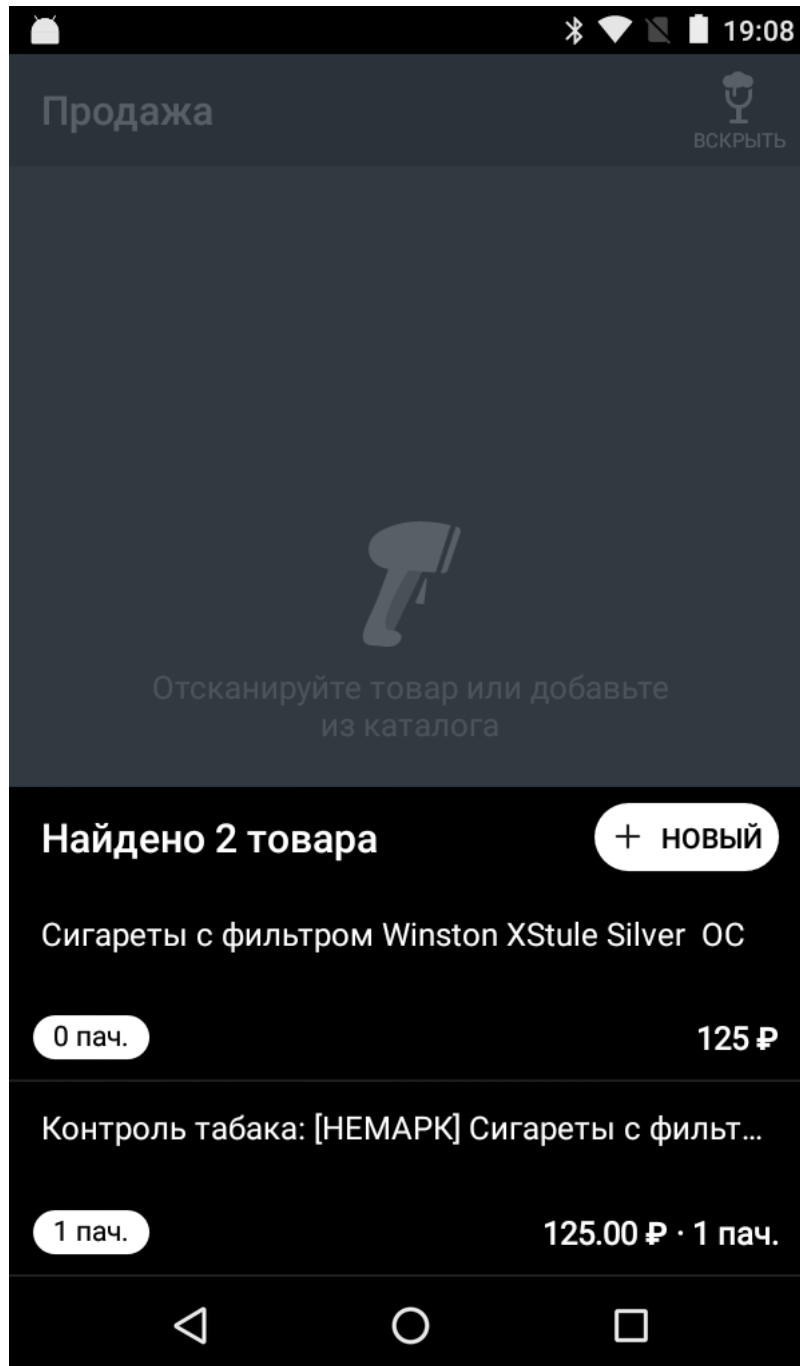 19:08
Продажа
ВСКРЫТЬ
Отсканируйте товар или добавьте
из каталога
Найдено 2 товара
+ НОВЫЙ
Сигареты с фильтром Winston XStule Silver ОС
0 пач.
125 ₽
Контроль табака: [НЕМАРК] Сигареты с фильт...
1 пач.
125.00 ₽ · 1 пач.